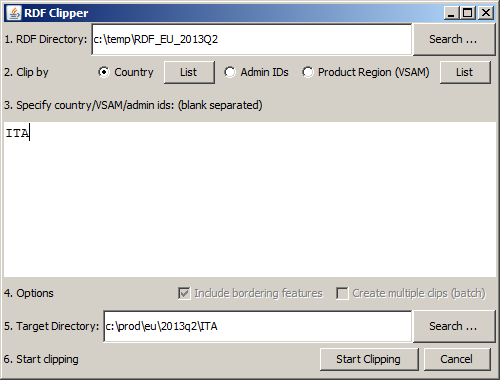 RDF Clipper
1. RDF Directory: c:\temp\RDF_EU_2013Q2 Search ...
2. Clip by Country List Admin IDs Product Region (VSAM) List
3. Specify country/VSAM/admin ids: (blank separated)
ITA
4. Options Include bordering features Create multiple clips (batch)
5. Target Directory: c:\prod\eu\2013q2\ITA Search ...
6. Start clipping Start Clipping Cancel